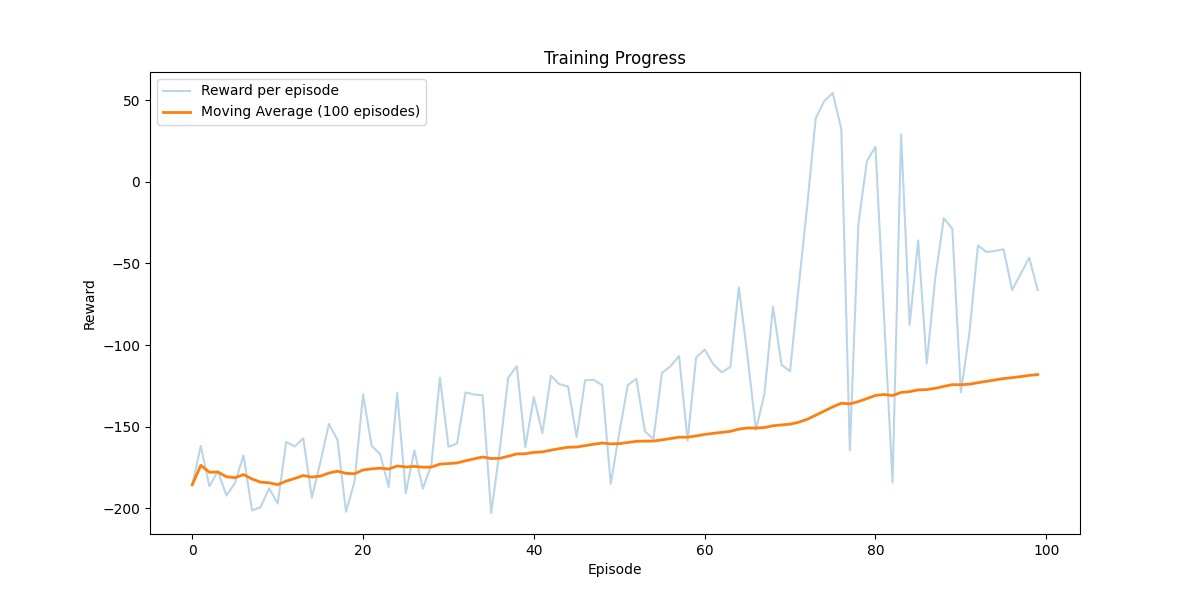 Training Progress
Reward per episode
Moving Average (100 episodes)
50
0
−50
−100
−150
−200
Reward
0
20
40
60
80
100
Episode